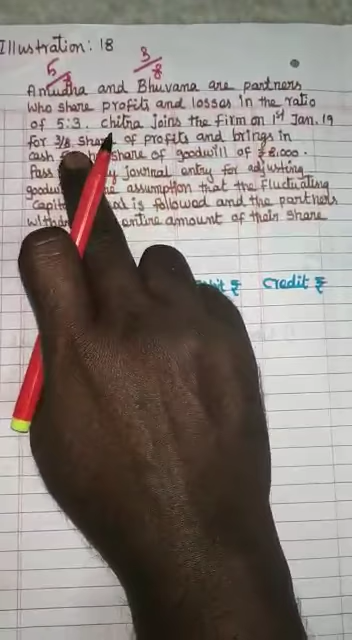 Illustration: 18
5/8
3/8
Anudha and Bhuvana are partners
who share profits and losses in the ratio
of 5:3. Chitra joins the firm on 1st Jan. 19
for 3/8 share of profits and brings in
cash share of goodwill of ₹8,000.
Pass journal entry for adjusting
assumption that the fluctuating
is followed and the partners
entire amount of their share
Credit ₹